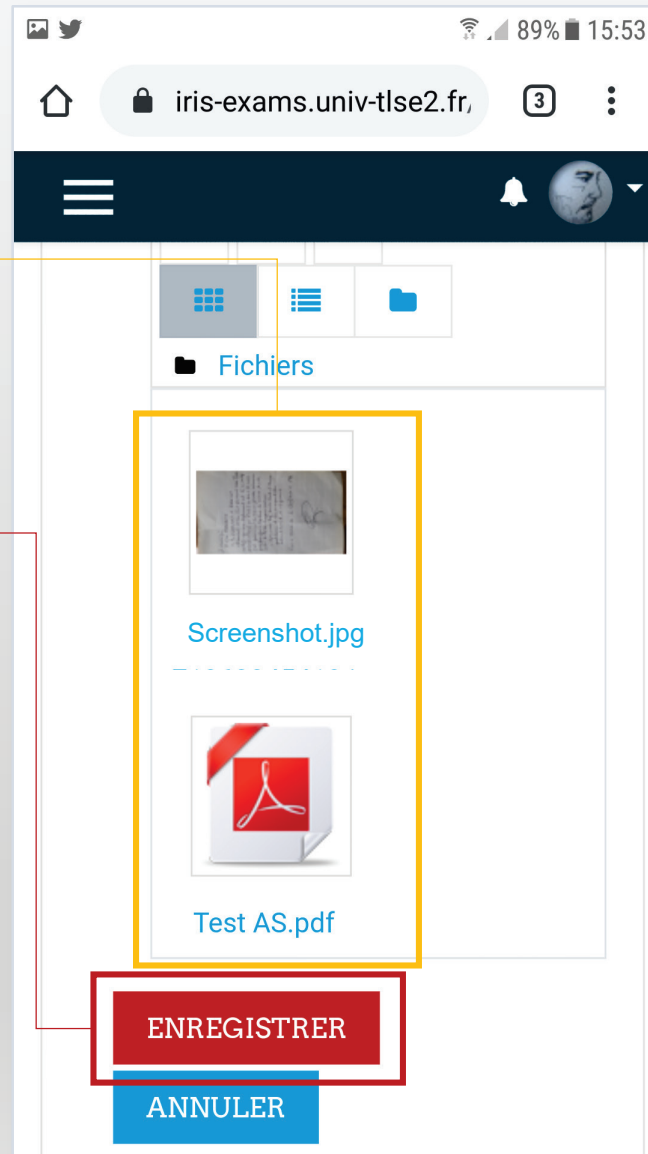 89% 15:53
iris-exams.univ-tlse2.fr/
3
Fichiers
Screenshot.jpg
Test AS.pdf
ENREGISTRER
ANNULER